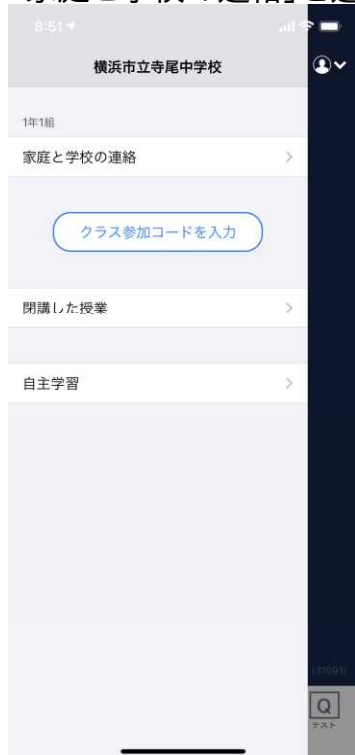 8:51
横浜市立寺尾中学校
1年1組
家庭と学校の連絡
クラス参加コードを入力
閉講した授業
自主学習
(31091)
Q
テスト